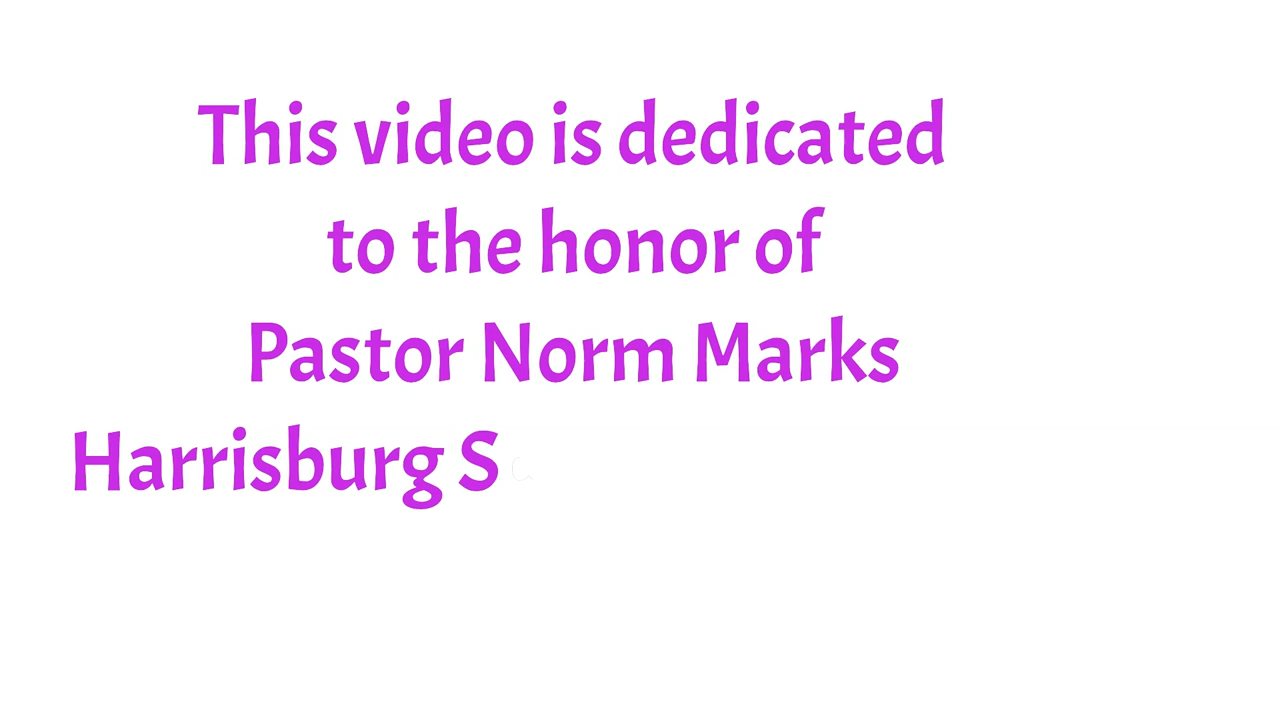 This video is dedicated
to the honor of
Pastor Norm Marks
Harrisburg S